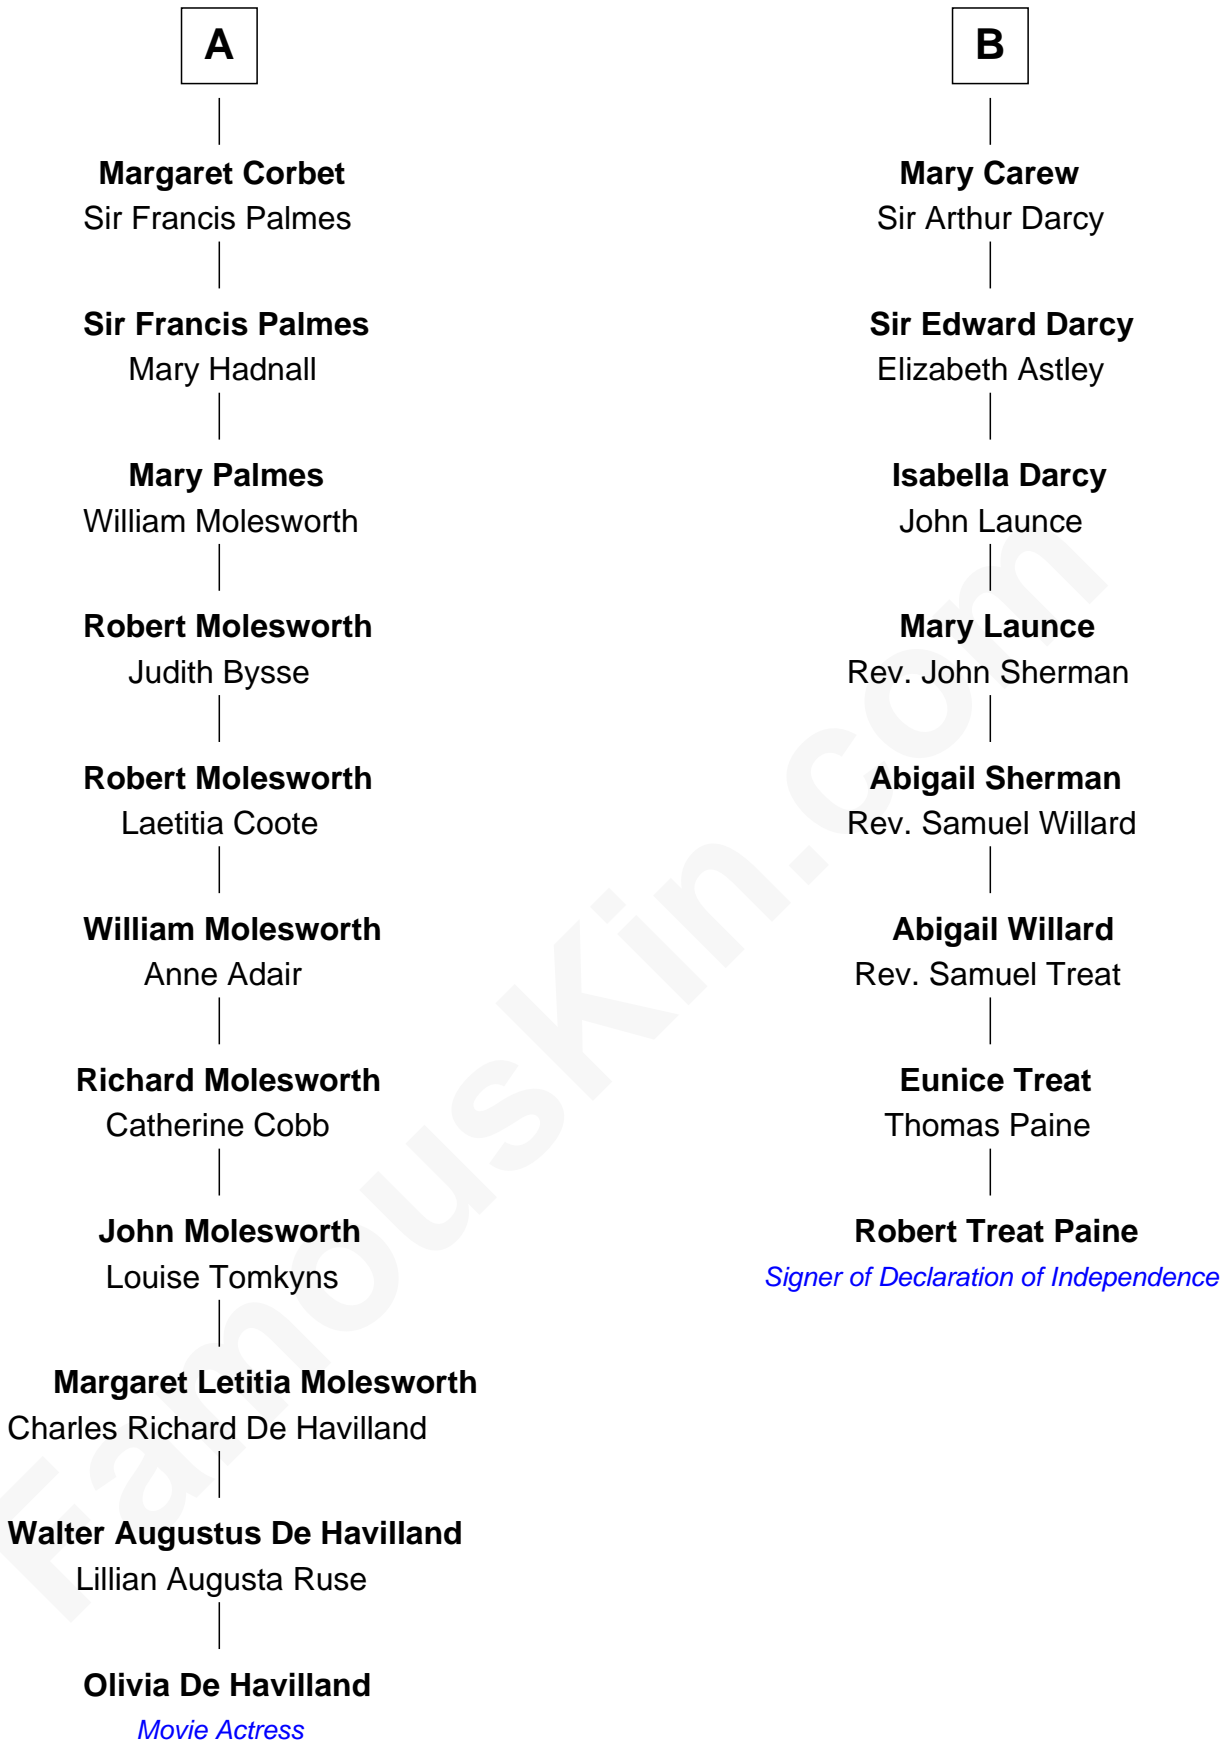 A
Margaret Corbet
Sir Francis Palmes
Sir Francis Palmes
Mary Hadnall
Mary Palmes
William Molesworth
Robert Molesworth
Judith Bysse
Robert Molesworth
Laetitia Coote
William Molesworth
Anne Adair
Richard Molesworth
Catherine Cobb
John Molesworth
Louise Tomkyns
Margaret Letitia Molesworth
Charles Richard De Havilland
Walter Augustus De Havilland
Lillian Augusta Ruse
Olivia De Havilland
Movie Actress
B
Mary Carew
Sir Arthur Darcy
Sir Edward Darcy
Elizabeth Astley
Isabella Darcy
John Launce
Mary Launce
Rev. John Sherman
Abigail Sherman
Rev. Samuel Willard
Abigail Willard
Rev. Samuel Treat
Eunice Treat
Thomas Paine
Robert Treat Paine
Signer of Declaration of Independence
FamousKin.com